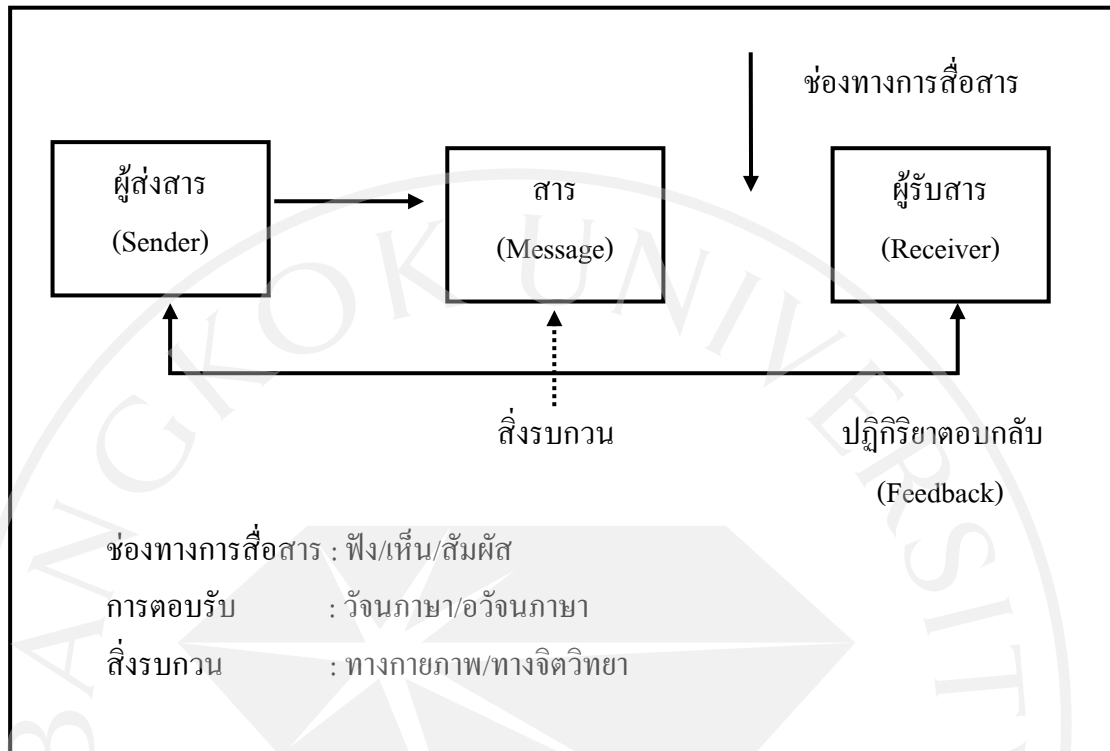 ช่องทางการสื่อสาร
ผู้ส่งสาร
(Sender)
สาร
(Message)
ผู้รับสาร
(Receiver)
สิ่งรบกวน
ปฏิกิริยาตอบกลับ
(Feedback)
ช่องทางการสื่อสาร : ฟัง/เห็น/สัมผัส
การตอบรับ : วัจนภาษา/อวัจนภาษา
สิ่งรบกวน : ทางกายภาพ/ทางจิตวิทยา
BANGKOK UNIVERSIT